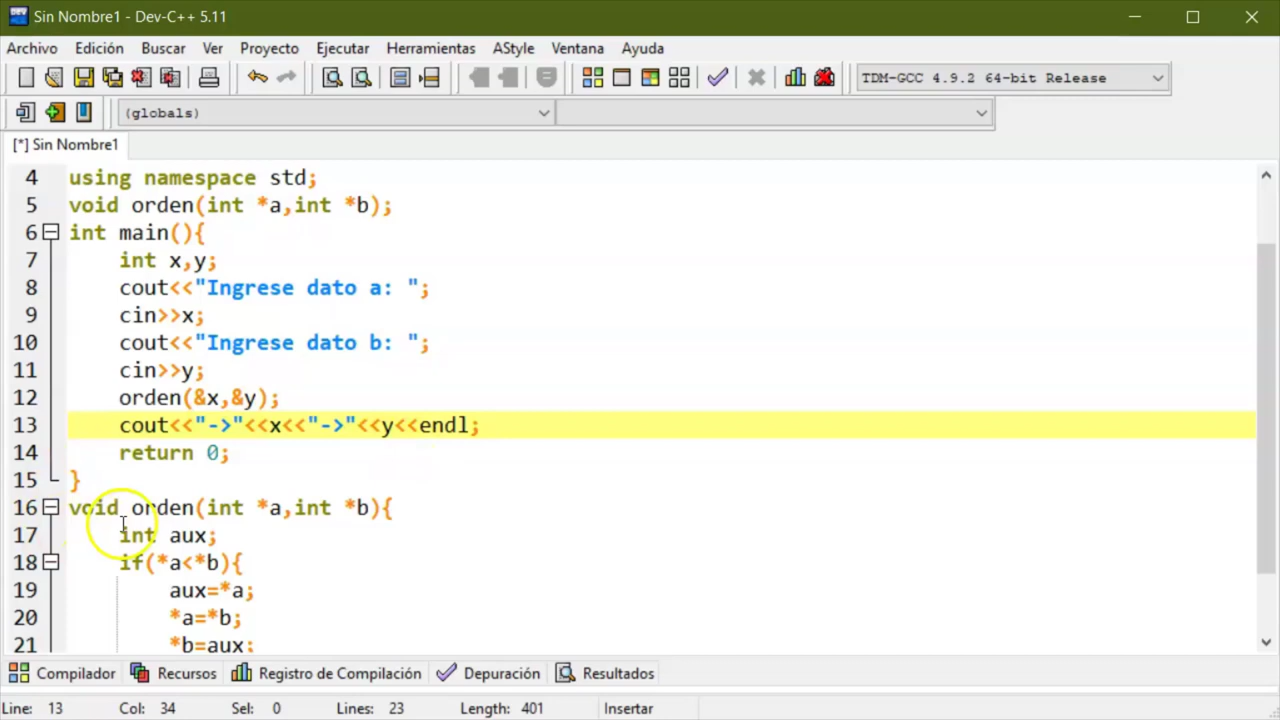 Sin Nombre1 - Dev-C++ 5.11
Archivo Edición Buscar Ver Proyecto Ejecutar Herramientas AStyle Ventana Ayuda
TDM-GCC 4.9.2 64-bit Release
(globals)
[*] Sin Nombre1
4 using namespace std;
5 void orden(int *a,int *b);
6 int main(){
7 int x,y;
8 cout<<"Ingrese dato a: ";
9 cin>>x;
10 cout<<"Ingrese dato b: ";
11 cin>>y;
12 orden(&x,&y);
13 cout<<"->"<<x<<"->"<<y<<endl;
14 return 0;
15 }
16 void orden(int *a,int *b){
17 int aux;
18 if(*a<*b){
19 aux=*a;
20 *a=*b;
21 *b=aux;
Compilador Recursos Registro de Compilación Depuración Resultados
Line: 13 Col: 34 Sel: 0 Lines: 23 Length: 401 Insertar